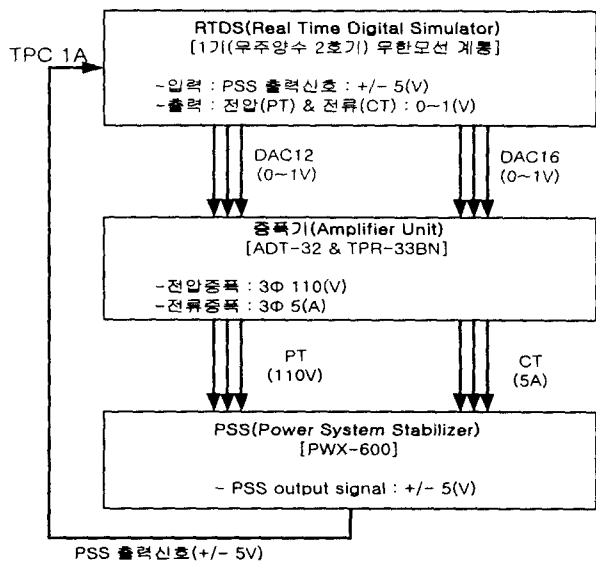 RTDS(Real Time Digital Simulator)
[1기(무주양수 2호기) 무한모선 계통]
TPC 1A
-입력 : PSS 출력신호 : +/- 5(V)
-출력 : 전압(PT) & 전류(CT) : 0~1(V)
DAC12
(0~1V)
DAC16
(0~1V)
증폭기(Amplifier Unit)
[ADT-32 & TPR-33BN]
-전압증폭 : 3Φ 110(V)
-전류증폭 : 3Φ 5(A)
PT
(110V)
CT
(5A)
PSS(Power System Stabilizer)
[PWX-600]
- PSS output signal : +/- 5(V)
PSS 출력신호(+/- 5V)